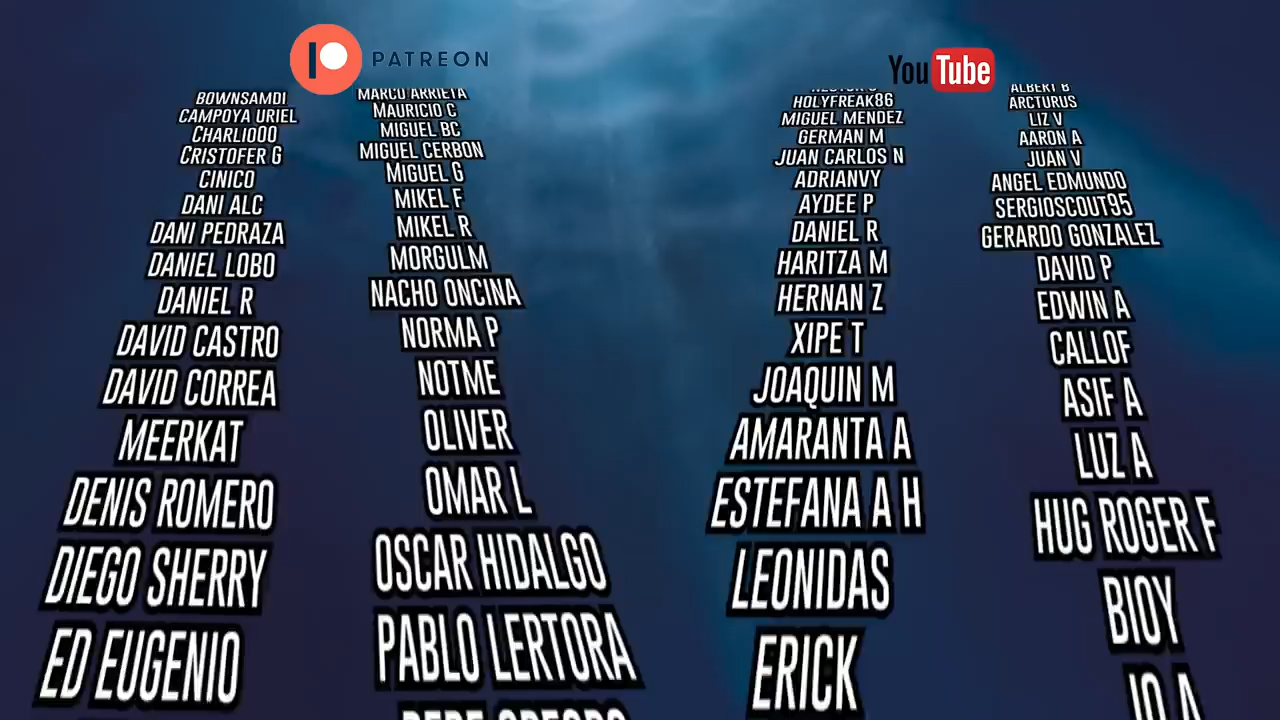 PATREON
BOWNSAMDI
CAMPOYA URIEL
CHARLIO00
CRISTOFER G
CINICO
DANI ALC
DANI PEDRAZA
DANIEL LOBO
DANIEL R
DAVID CASTRO
DAVID CORREA
MEERKAT
DENIS ROMERO
DIEGO SHERRY
ED EUGENIO
MARCO ARRIETA
MAURICIO C
MIGUEL BC
MIGUEL CERBON
MIGUEL G
MIKEL F
MIKEL R
MORGULM
NACHO ONCINA
NORMA P
NOTME
OLIVER
OMAR L
OSCAR HIDALGO
PABLO LERTORA
YouTube
HOLYFREAK86
MIGUEL MENDEZ
GERMAN M
JUAN CARLOS N
ADRIANVY
AYDEE P
DANIEL R
HARITZA M
HERNAN Z
XIPE T
JOAQUIN M
AMARANTA A
ESTEFANA A H
LEONIDAS
ERICK
ALBERT B
ARCTURUS
LIZ V
AARON A
JUAN V
ANGEL EDMUNDO
SERGIOSCOUT95
GERARDO GONZALEZ
DAVID P
EDWIN A
CALLOF
ASIF A
LUZ A
HUG ROGER F
BIOY